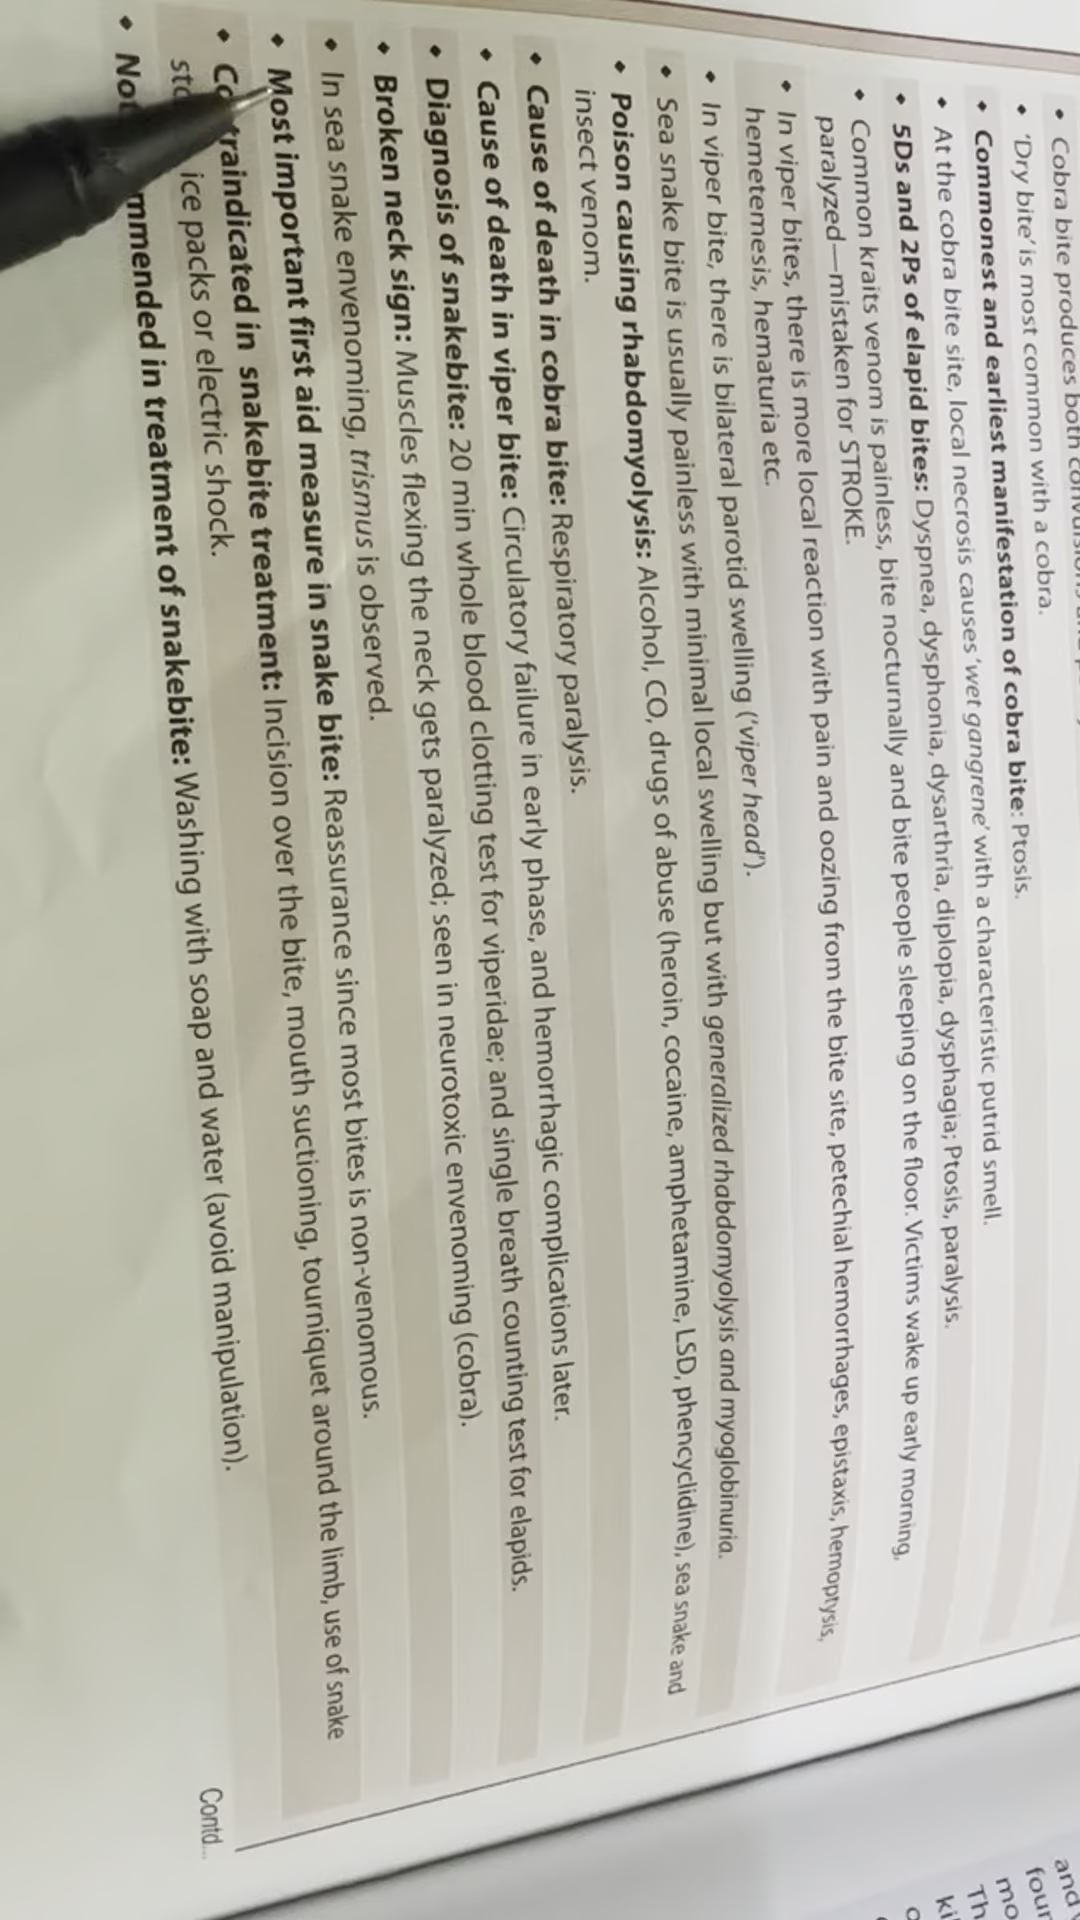 • Cobra bite produces both convulsions and
• 'Dry bite' is most common with a cobra.
• Commonest and earliest manifestation of cobra bite: Ptosis.
• At the cobra bite site, local necrosis causes 'wet gangrene' with a characteristic putrid smell.
• 5Ds and 2Ps of elapid bites: Dyspnea, dysphonia, dysarthria, diplopia, dysphagia; Ptosis, paralysis.
• Common kraits venom is painless, bite nocturnally and bite people sleeping on the floor. Victims wake up early morning,
paralyzed—mistaken for STROKE.
• In viper bites, there is more local reaction with pain and oozing from the bite site, petechial hemorrhages, epistaxis, hemoptysis,
hemetemesis, hematuria etc.
• In viper bite, there is bilateral parotid swelling ('viper head').
• Sea snake bite is usually painless with minimal local swelling but with generalized rhabdomyolysis and myoglobinuria.
• Poison causing rhabdomyolysis: Alcohol, CO, drugs of abuse (heroin, cocaine, amphetamine, LSD, phencyclidine), sea snake and
insect venom.
• Cause of death in cobra bite: Respiratory paralysis.
• Cause of death in viper bite: Circulatory failure in early phase, and hemorrhagic complications later.
• Diagnosis of snakebite: 20 min whole blood clotting test for viperidae; and single breath counting test for elapids.
• Broken neck sign: Muscles flexing the neck gets paralyzed; seen in neurotoxic envenoming (cobra).
• In sea snake envenoming, trismus is observed.
• Most important first aid measure in snake bite: Reassurance since most bites is non-venomous.
• Contraindicated in snakebite treatment: Incision over the bite, mouth suctioning, tourniquet around the limb, use of snake
ice packs or electric shock.
• Not mmended in treatment of snakebite: Washing with soap and water (avoid manipulation).
Contd...
and
four
mo
Th
ki